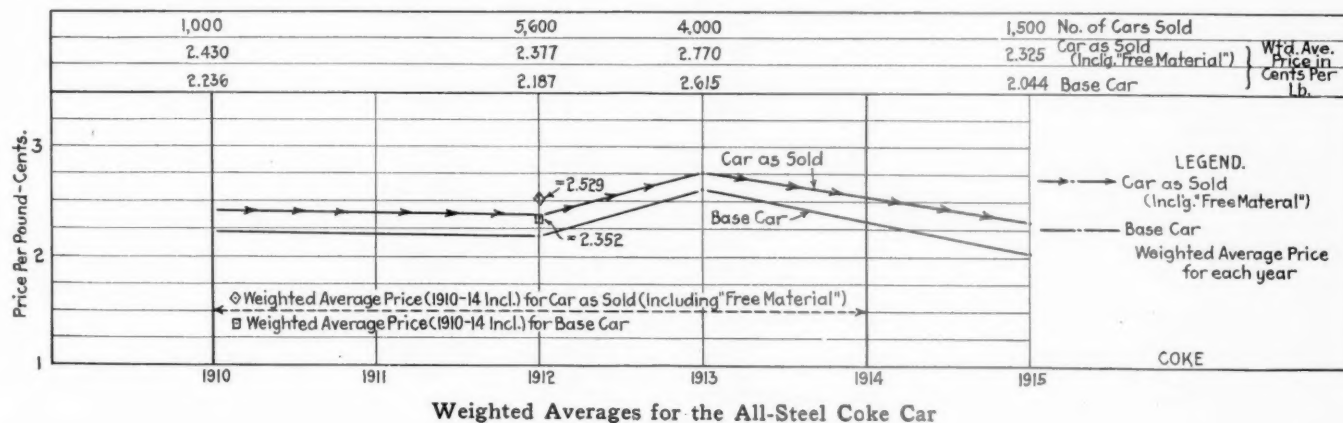 1,000 5,600 4,000 1,500 No. of Cars Sold
2.430 2.377 2.770 2.325 Car as Sold (Incl'g. "Free Material")
2.236 2.187 2.615 2.044 Base Car
Wt'd. Ave. Price in Cents Per Lb.
Price Per Pound-Cents.
3
2
1
=2.529
=2.352
Car as Sold
Base Car
LEGEND.
Car as Sold
(Incl'g. "Free Materal")
Base Car
Weighted Average Price
for each year
Weighted Average Price (1910-14 Incl.) for Car as Sold (Including "Free Material")
Weighted Average Price (1910-14 Incl.) for Base Car
COKE
1910 1911 1912 1913 1914 1915
Weighted Averages for the All-Steel Coke Car